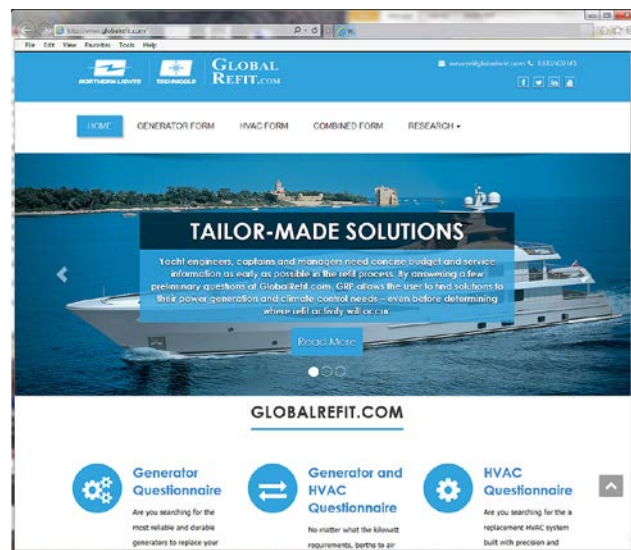 http://www.globalrefit.com/
File Edit View Favorites Tools Help
NORTHERN LIGHTS
TECHNICOLD
GLOBAL
REFIT.COM
HOME GENERATOR FORM HVAC FORM COMBINED FORM RESEARCH
TAILOR-MADE SOLUTIONS
Yacht engineers, captains and managers need concise budget and service
information as early as possible in the refit process. By answering a few
preliminary questions at GlobalRefit.com, GRP allows the user to find solutions to
their power generation and climate control needs – even before determining
where refit activity will occur.
Read More
GLOBALREFIT.COM
Generator
Questionnaire
Are you searching for the
most reliable and durable
generators to replace your
Generator and
HVAC
Questionnaire
No matter what the kilowatt
requirements, berths to air
HVAC
Questionnaire
Are you searching for the a
replacement HVAC system
built with precision and